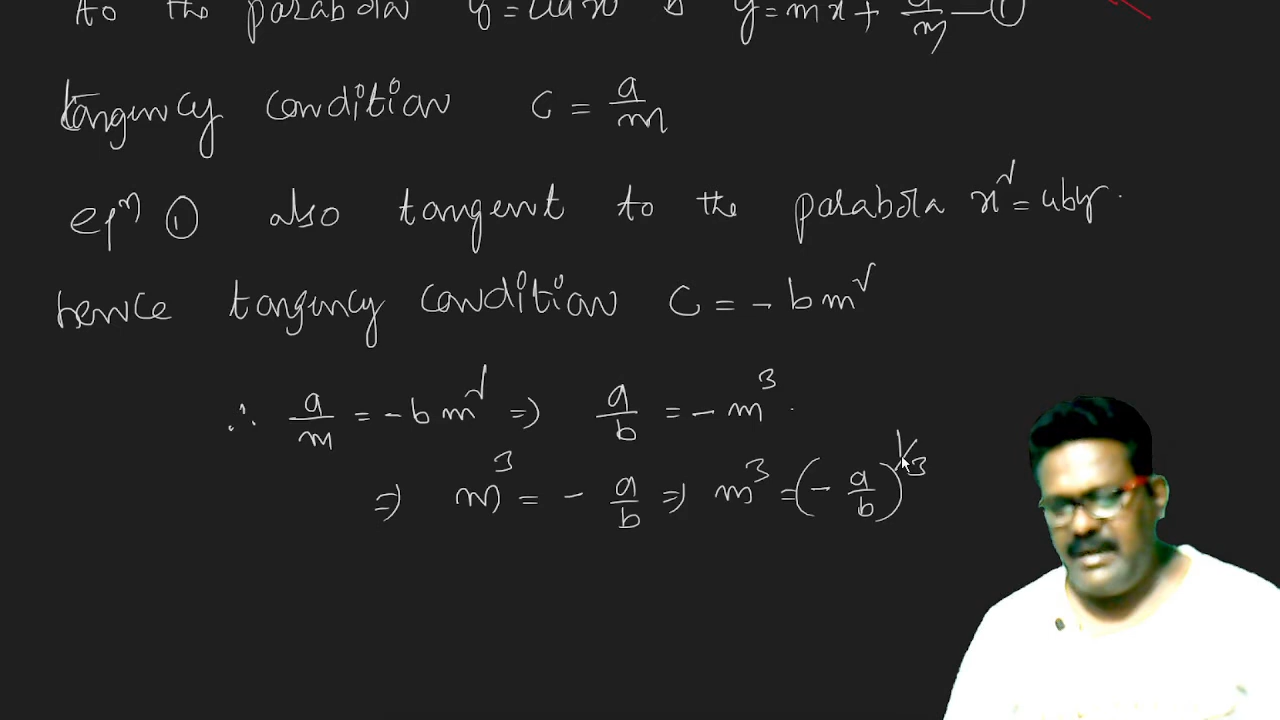 to the parabola y² = 4ax is y = mx + a/m — ①
tangency condition c = a/m
eqⁿ ① also tangent to the parabola x² = 4by.
hence tangency condition C = - bm²
∴ a/m = - bm² ⇒ a/b = - m³.
⇒ m³ = - a/b ⇒ m³ = (- a/b)^1/3